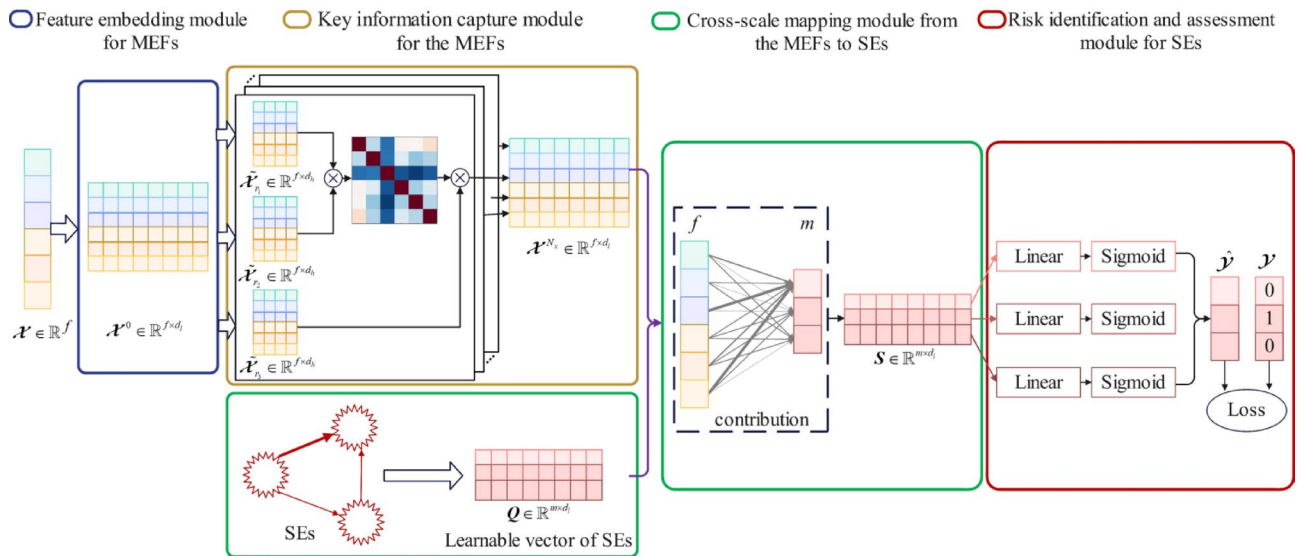 Feature embedding module
for MEFs
Key information capture module
for the MEFs
Cross-scale mapping module from
the MEFs to SEs
Risk identification and assessment
module for SEs
𝒳 ∈ ℝ^f
𝒳^0 ∈ ℝ^{f×d_l}
𝒳̃_{r_1} ∈ ℝ^{f×d_h}
𝒳̃_{r_2} ∈ ℝ^{f×d_h}
𝒳̃_{r_3} ∈ ℝ^{f×d_h}
⊗
⊗
𝒳^{N_x} ∈ ℝ^{f×d_l}
SEs
Q ∈ ℝ^{m×d_l}
Learnable vector of SEs
f
m
contribution
S ∈ ℝ^{m×d_l}
Linear
Sigmoid
Linear
Sigmoid
Linear
Sigmoid
𝒴̂
𝒴
0
1
0
Loss